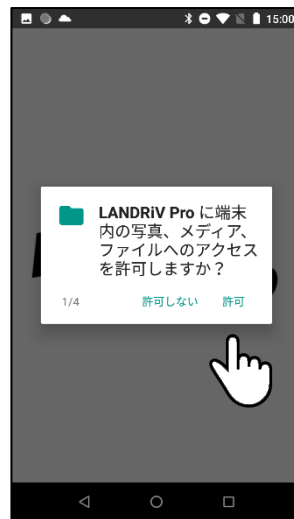 15:00
LANDRiV Pro に端末
内の写真、メディア、
ファイルへのアクセス
を許可しますか？
1/4 許可しない 許可